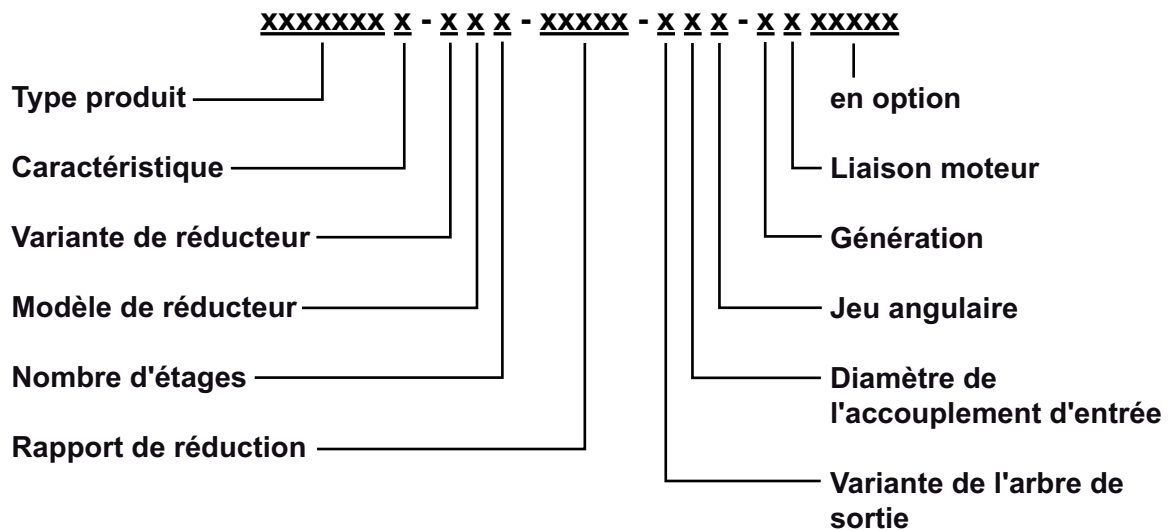 xxxxxxx x - x x x - xxxxx - x x x - x x xxxxx
Type produit
Caractéristique
Variante de réducteur
Modèle de réducteur
Nombre d'étages
Rapport de réduction
en option
Liaison moteur
Génération
Jeu angulaire
Diamètre de
l'accouplement d'entrée
Variante de l'arbre de
sortie